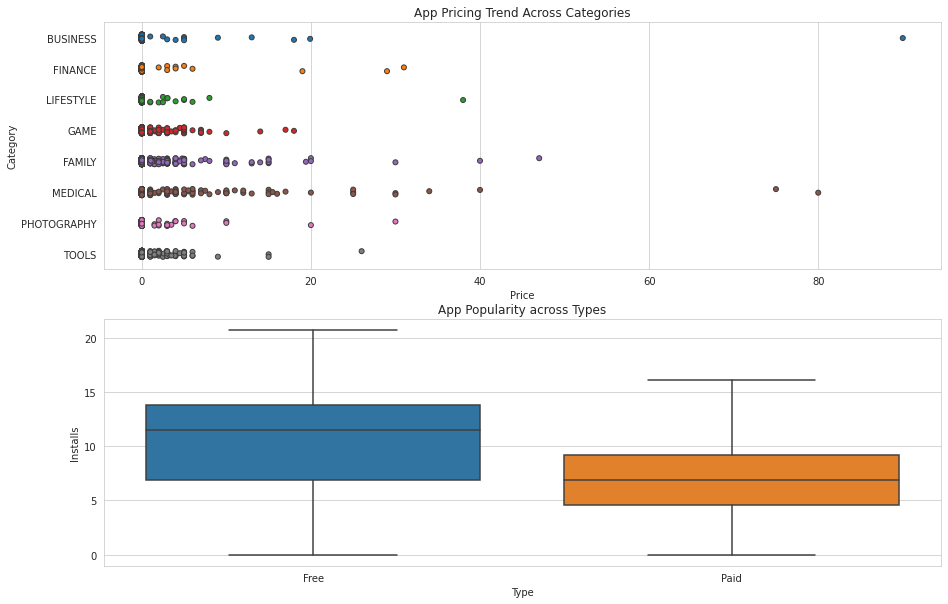 App Pricing Trend Across Categories
Category
BUSINESS
FINANCE
LIFESTYLE
GAME
FAMILY
MEDICAL
PHOTOGRAPHY
TOOLS
0 20 40 60 80
Price
App Popularity across Types
Installs
20
15
10
5
0
Free Paid
Type